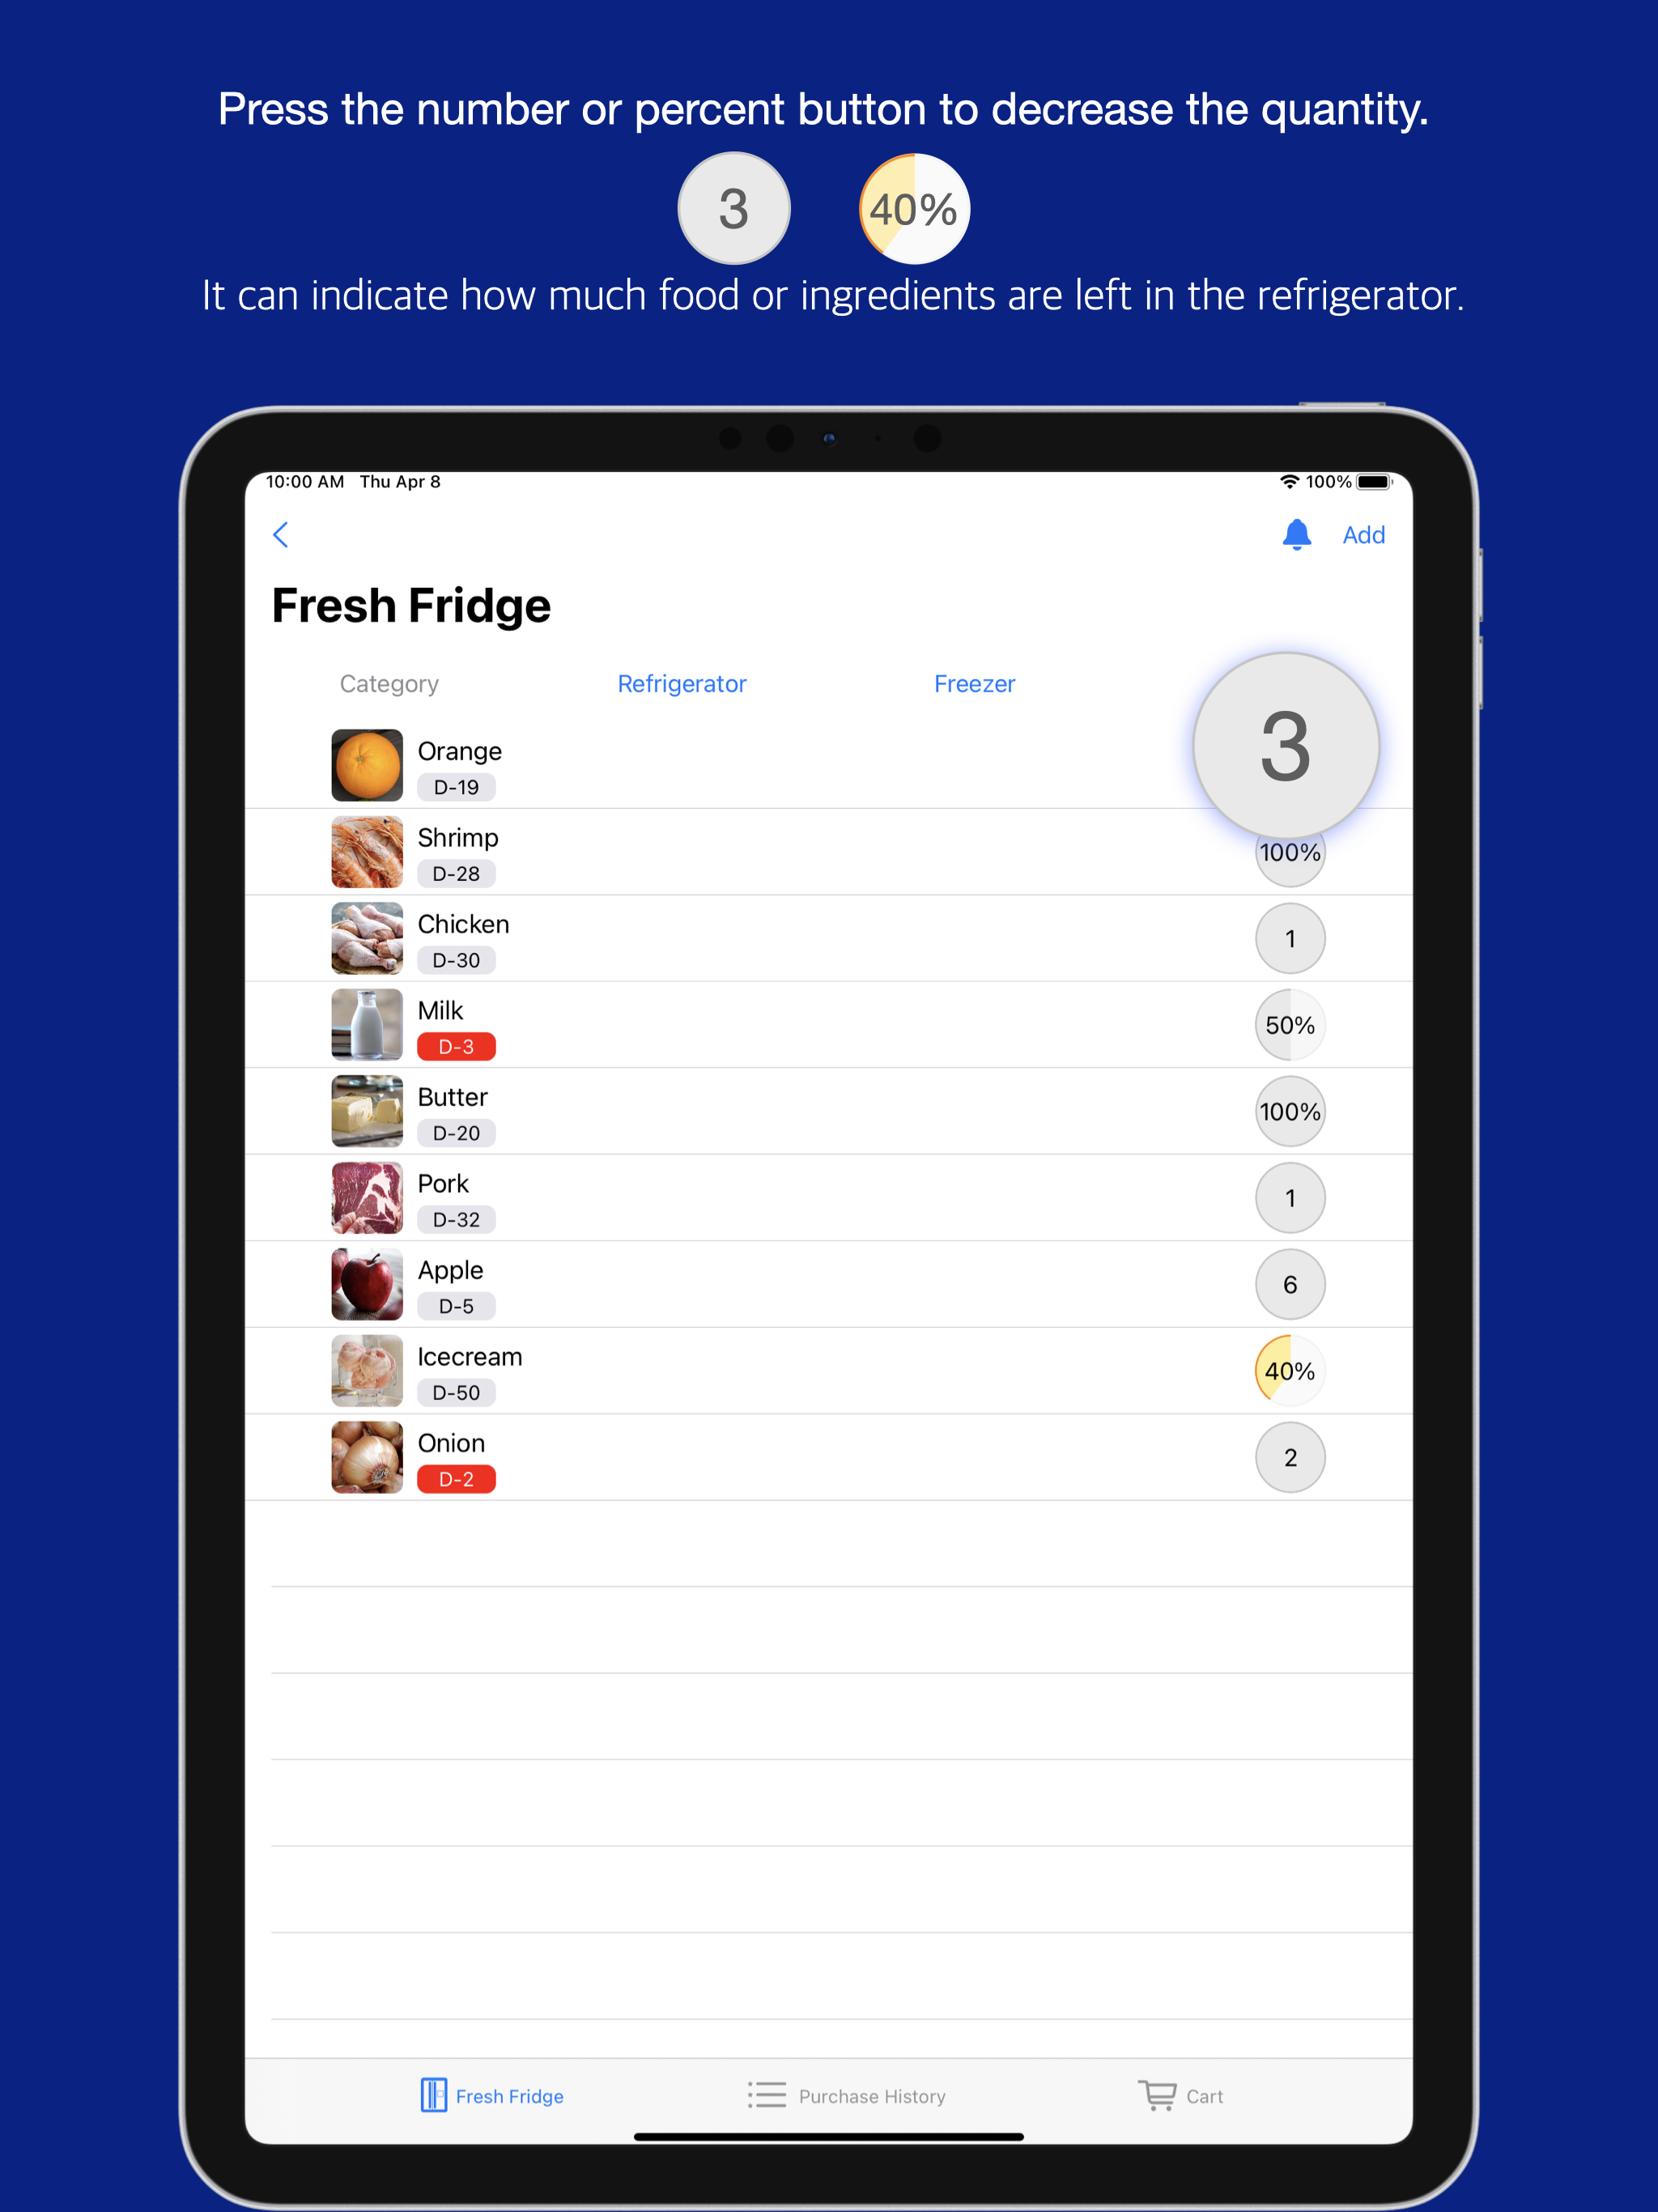 Press the number or percent button to decrease the quantity.
3 40%
It can indicate how much food or ingredients are left in the refrigerator.
10:00 AM Thu Apr 8 100%
Add
Fresh Fridge
Category Refrigerator Freezer
3
Orange
D-19
Shrimp
D-28
100%
Chicken
D-30
1
Milk
D-3
50%
Butter
D-20
100%
Pork
D-32
1
Apple
D-5
6
Icecream
D-50
40%
Onion
D-2
2
Fresh Fridge Purchase History Cart